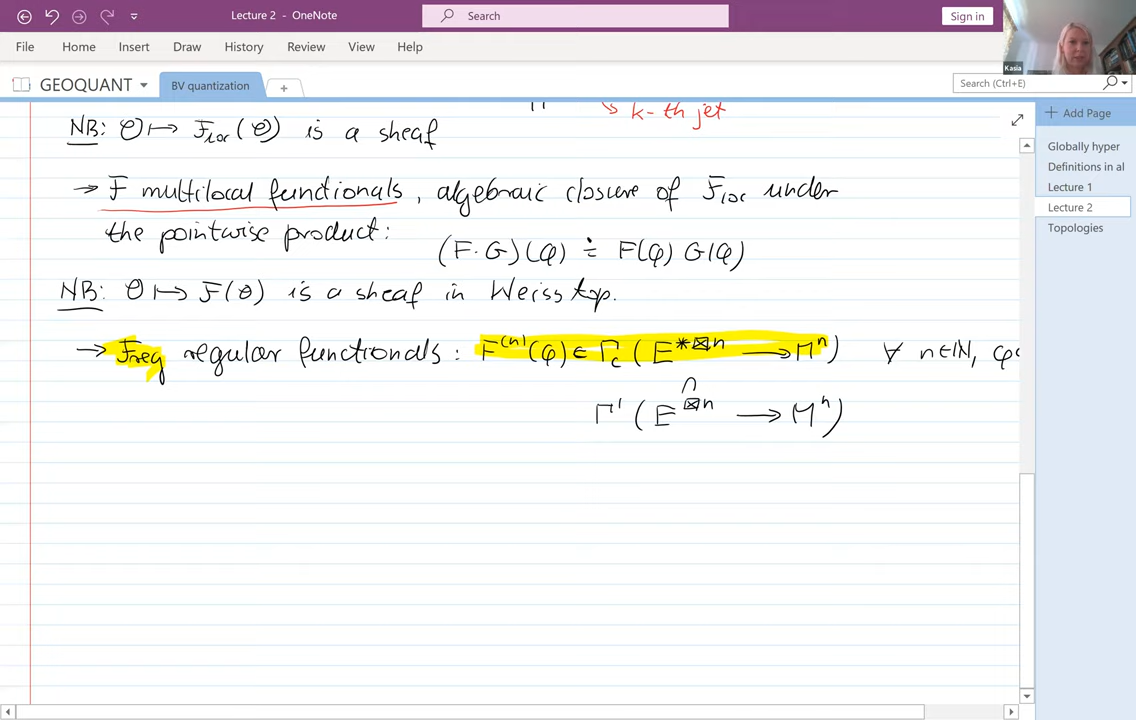 Lecture 2 - OneNote
Search
Sign in
File Home Insert Draw History Review View Help
Kasia
GEOQUANT
BV quantization
Search (Ctrl+E)
Add Page
Globally hyper
Definitions in al
Lecture 1
Lecture 2
Topologies
↳ k-th jet
NB: O ↦ F_loc(O) is a sheaf
→ F multilocal functionals, algebraic closure of F_loc under
the pointwise product: (F·G)(φ) ≐ F(φ) G(φ)
NB: O ↦ F(O) is a sheaf in Weiss top.
→ F_reg regular functionals: F^(n)(φ) ∈ Γ_c(E^{*⊠n} → M^n) ∀ n∈ℕ, φ
∩
Γ'(E^{⊠n} → M^n)